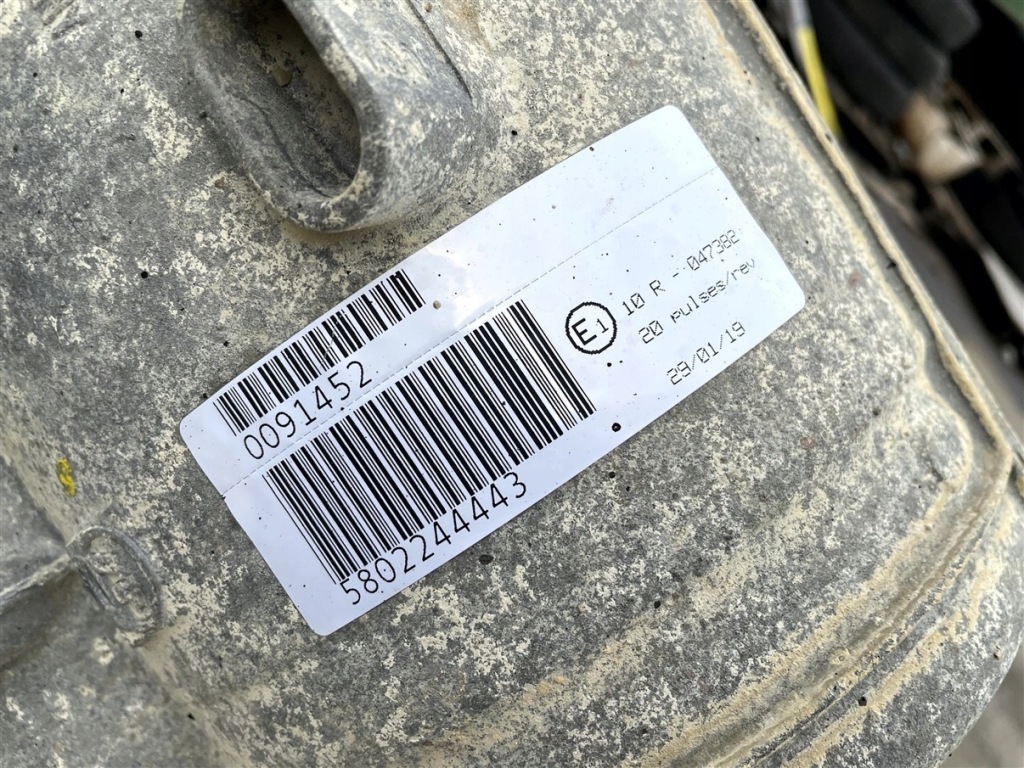 0091452
5802244443
E1 10 R - 047382
20 pulses/rev
29/01/19